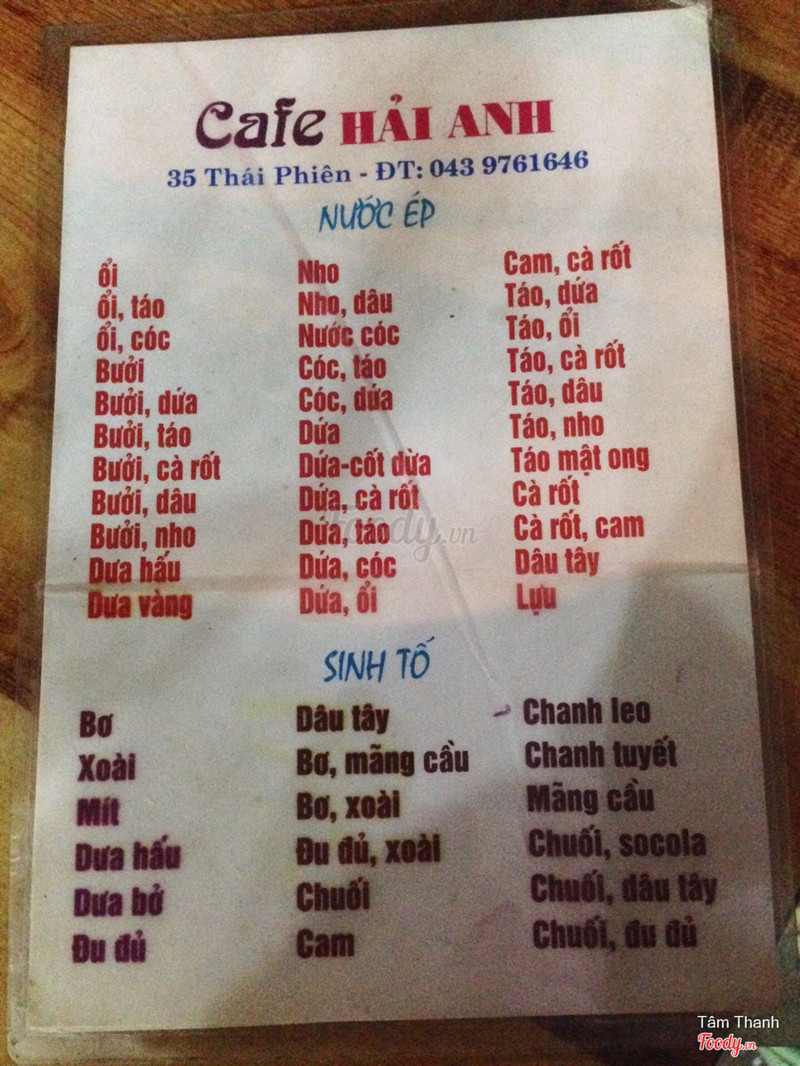 Cafe HẢI ANH
35 Thái Phiên - ĐT: 043 9761646
NƯỚC ÉP
ổi
ổi, táo
ổi, cóc
Bưởi
Bưởi, dứa
Bưởi, táo
Bưởi, cà rốt
Bưởi, dâu
Bưởi, nho
Dưa hấu
Dưa vàng
Nho
Nho, dâu
Nước cóc
Cóc, táo
Cóc, dứa
Dứa
Dứa-cốt dừa
Dứa, cà rốt
Dứa, táo
Dứa, cóc
Dứa, ổi
Cam, cà rốt
Táo, dứa
Táo, ổi
Táo, cà rốt
Táo, dâu
Táo, nho
Táo mật ong
Cà rốt
Cà rốt, cam
Dâu tây
Lựu
Foody.vn
SINH TỐ
Bơ
Xoài
Mít
Dưa hấu
Dưa bở
Đu đủ
Dâu tây
Bơ, mãng cầu
Bơ, xoài
Đu đủ, xoài
Chuối
Cam
Chanh leo
Chanh tuyết
Mãng cầu
Chuối, socola
Chuối, dâu tây
Chuối, đu đủ
Tâm Thanh
Foody.vn